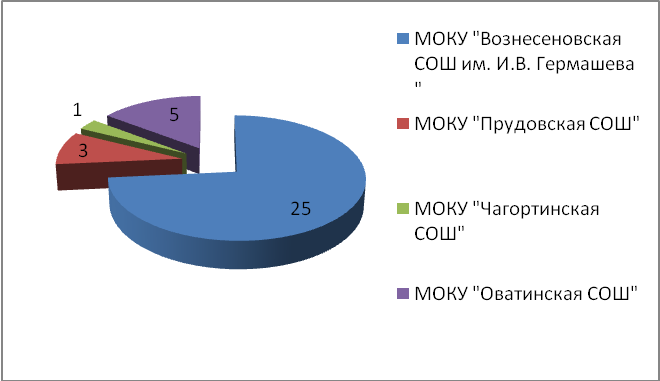 МОКУ "Вознесеновская
СОШ им. И.В. Гермашева
"
МОКУ "Прудовская СОШ"
МОКУ "Чагортинская
СОШ"
МОКУ "Оватинская СОШ"
1
5
3
25